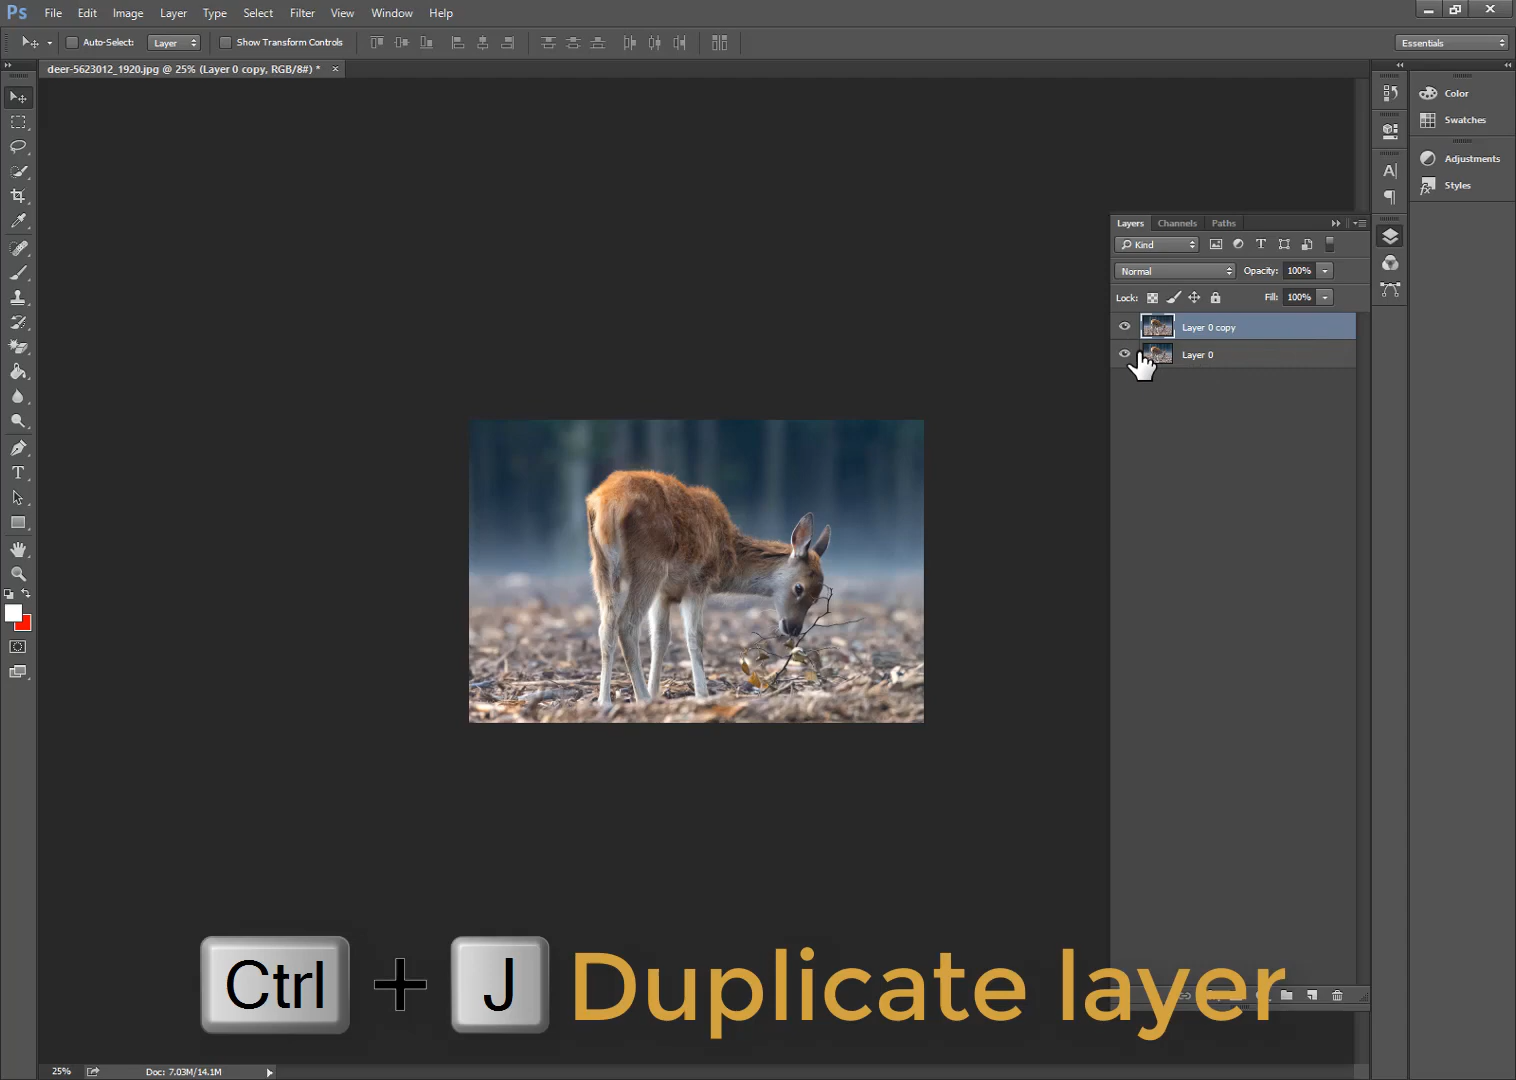 Ps File Edit Image Layer Type Select Filter View Window Help
Auto-Select: Layer Show Transform Controls Essentials
deer-5623012_1920.jpg @ 25% (Layer 0 copy, RGB/8#) * ×
Color
Swatches
Adjustments
Styles
Layers Channels Paths
Kind
Normal Opacity: 100%
Lock: Fill: 100%
Layer 0 copy
Layer 0
Ctrl + J Duplicate layer
25% Doc: 7.03M/14.1M